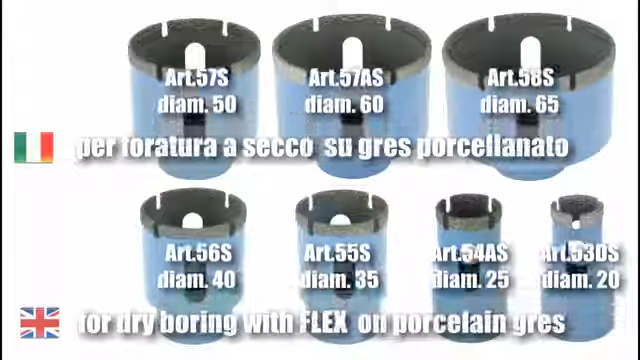 Art.57S Art.57AS Art.58S
diam. 50 diam. 60 diam. 65
per foratura a secco su gres porcellanato
Art.56S Art.55S Art.54AS Art.53DS
diam. 40 diam. 35 diam. 25 diam. 20
for dry boring with FLEX on porcelain gres